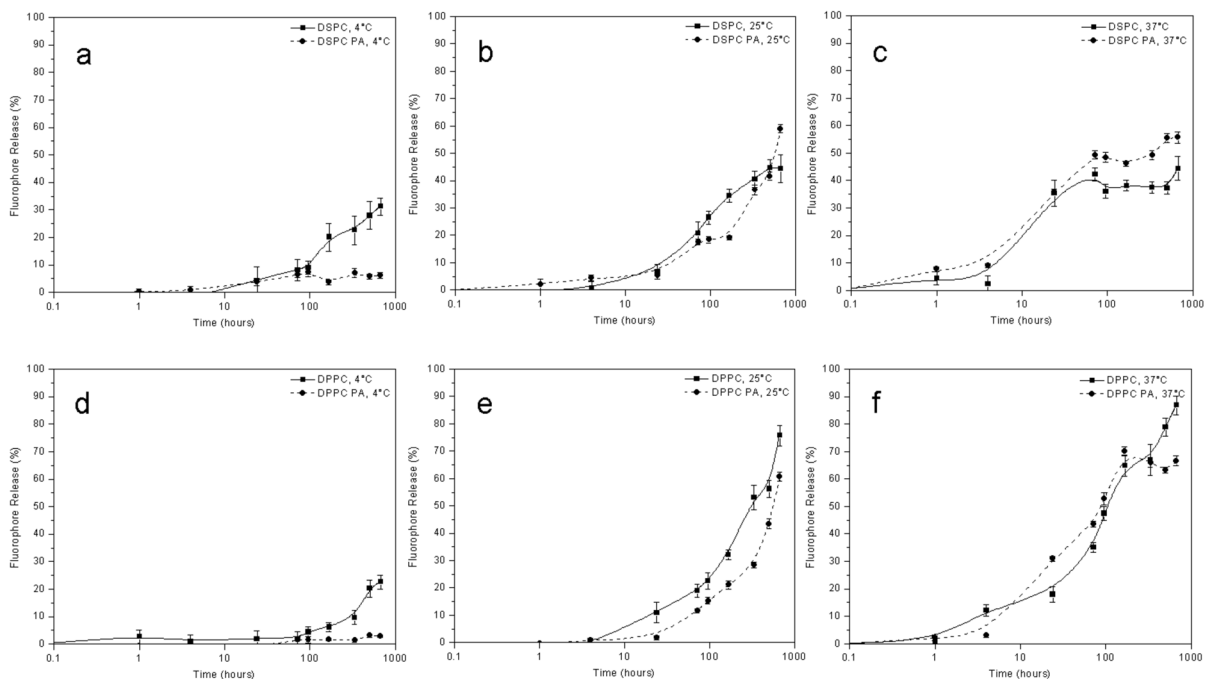 a
DSPC, 4°C
DSPC PA, 4°C
100
90
80
70
60
50
40
30
20
10
0
Fluorophore Release (%)
0.1 1 10 100 1000
Time (hours)
b
DSPC, 25°C
DSPC PA, 25°C
100
90
80
70
60
50
40
30
20
10
0
Fluorophore Release (%)
0.1 1 10 100 1000
Time (hours)
c
DSPC, 37°C
DSPC PA, 37°C
100
90
80
70
60
50
40
30
20
10
0
Fluorophore Release (%)
0.1 1 10 100 1000
Time (hours)
d
DPPC, 4°C
DPPC PA, 4°C
100
90
80
70
60
50
40
30
20
10
0
Fluorophore Release (%)
0.1 1 10 100 1000
Time (hours)
e
DPPC, 25°C
DPPC PA, 25°C
100
90
80
70
60
50
40
30
20
10
0
Fluorophore Release (%)
0.1 1 10 100 1000
Time (hours)
f
DPPC, 37°C
DPPC PA, 37°C
100
90
80
70
60
50
40
30
20
10
0
Fluorophore Release (%)
0.1 1 10 100 1000
Time (hours)